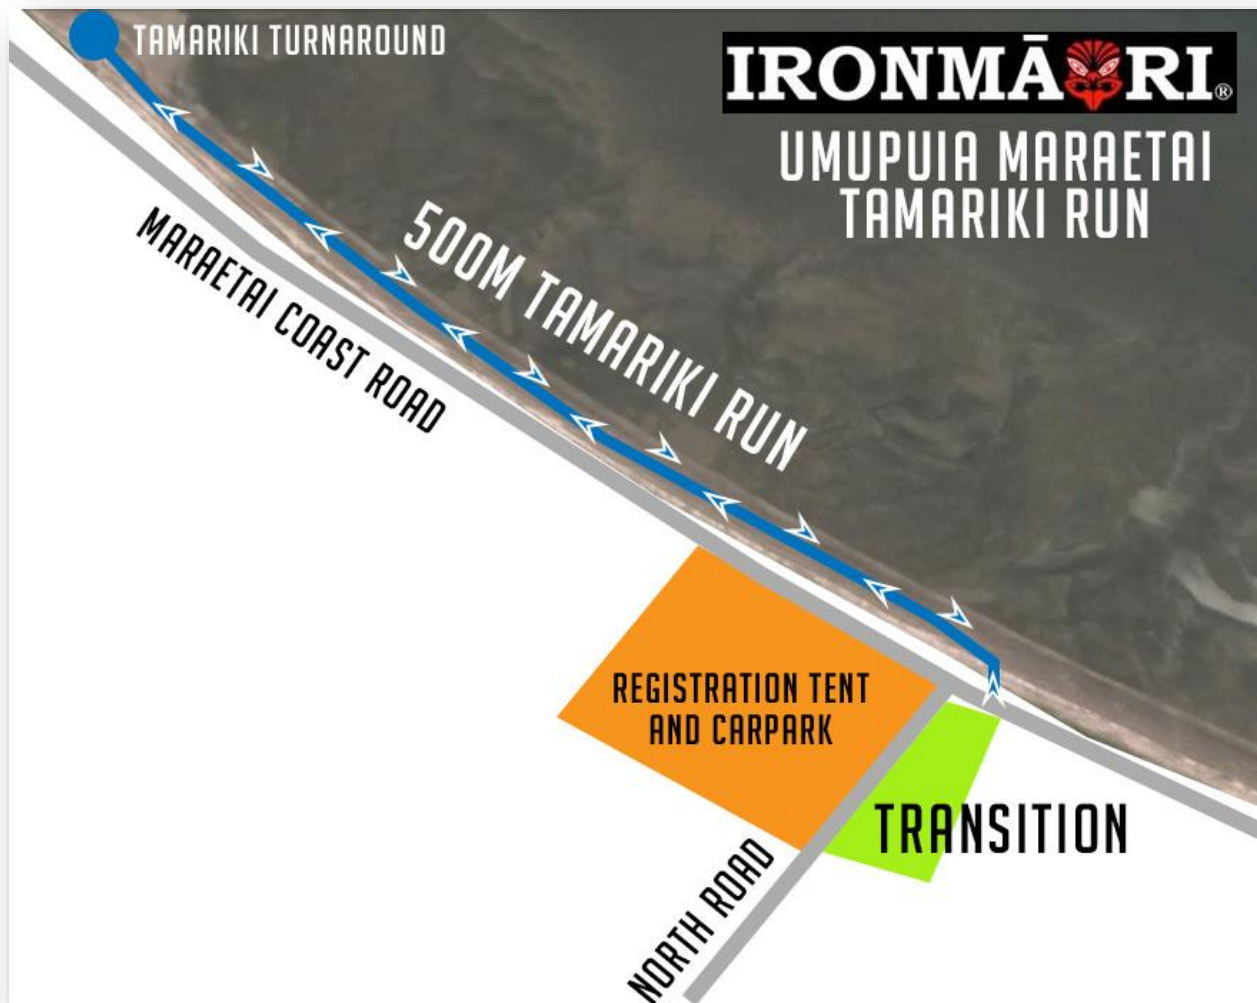 TAMARIKI TURNAROUND
IRONMĀORI®
UMUPUIA MARAETAI
TAMARIKI RUN
500M TAMARIKI RUN
MARAETAI COAST ROAD
REGISTRATION TENT
AND CARPARK
TRANSITION
NORTH ROAD